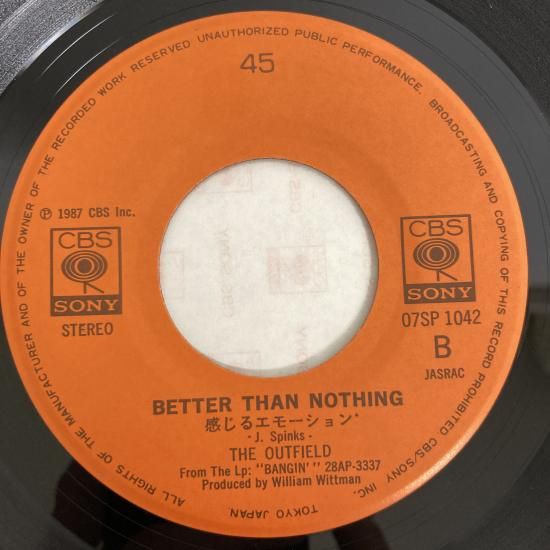 ALL RIGHTS OF THE MANUFACTURER AND OF THE OWNER OF THE RECORDED WORK RESERVED UNAUTHORIZED PUBLIC PERFORMANCE. BROADCASTING AND COPYING OF THIS RECORD PROHIBITED CBS/SONY INC.
TOKYO JAPAN.
45
℗ 1987 CBS Inc.
CBS
SONY
STEREO
CBS
SONY
07SP 1042
B
JASRAC
BETTER THAN NOTHING
感じるエモーション
- J. Spinks -
THE OUTFIELD
From The Lp: "BANGIN'" 28AP-3337
Produced by William Wittman